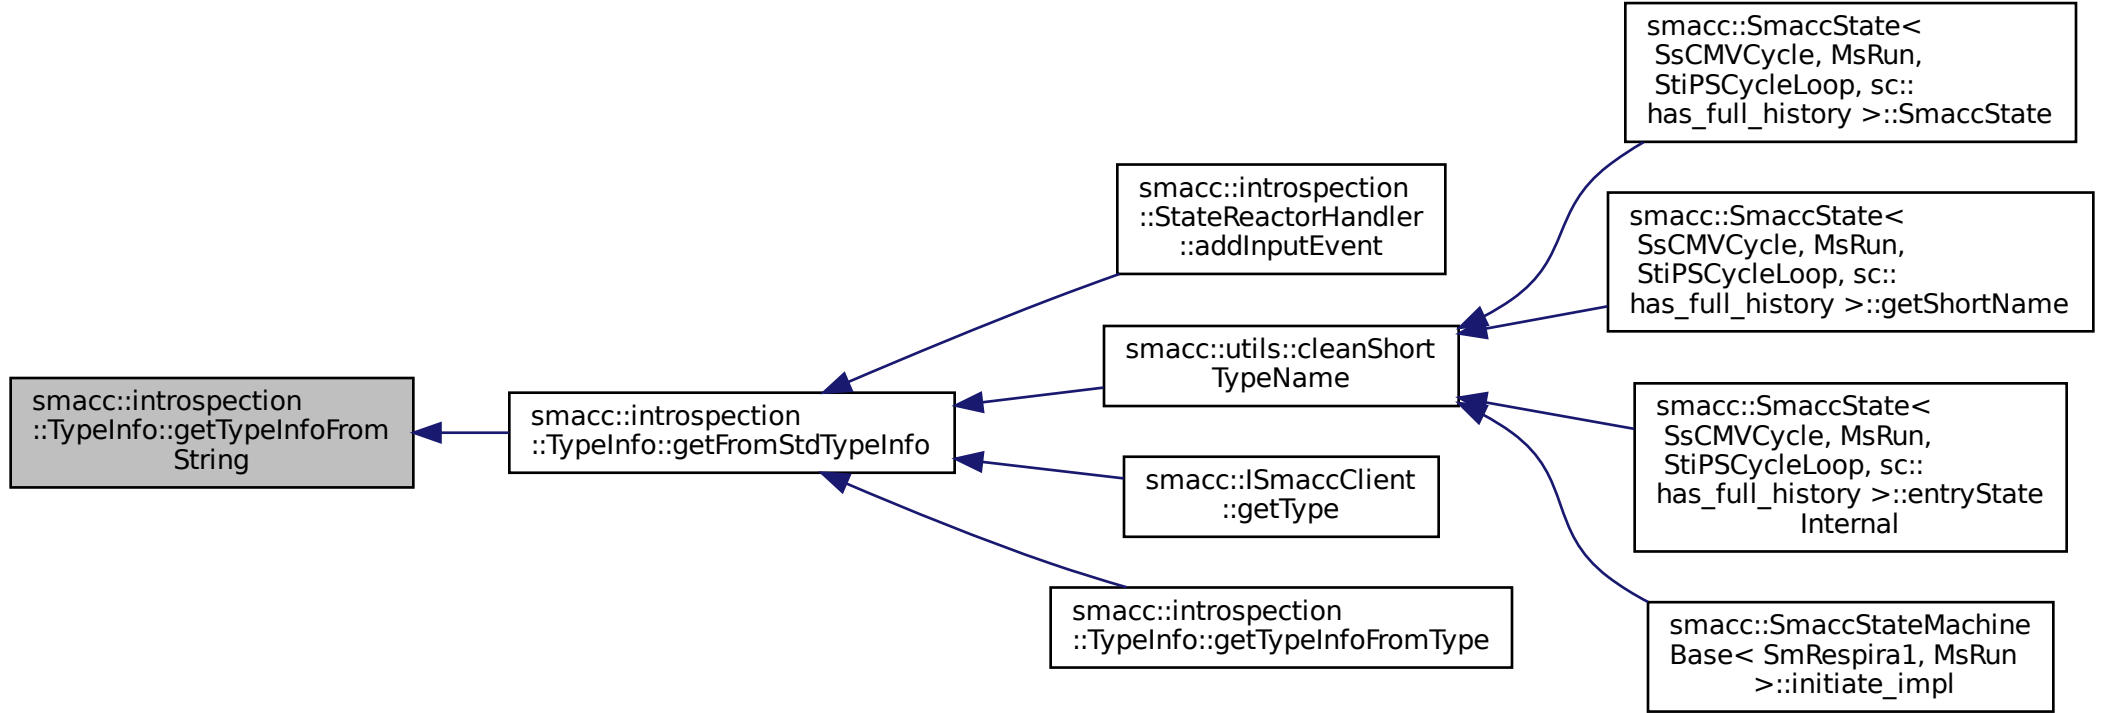 smacc::introspection
::TypeInfo::getTypeInfoFrom
String
smacc::introspection
::TypeInfo::getFromStdTypeInfo
smacc::introspection
::StateReactorHandler
::addInputEvent
smacc::utils::cleanShort
TypeName
smacc::ISmaccClient
::getType
smacc::introspection
::TypeInfo::getTypeInfoFromType
smacc::SmaccState<
SsCMVCycle, MsRun,
StiPSCycleLoop, sc::
has_full_history >::SmaccState
smacc::SmaccState<
SsCMVCycle, MsRun,
StiPSCycleLoop, sc::
has_full_history >::getShortName
smacc::SmaccState<
SsCMVCycle, MsRun,
StiPSCycleLoop, sc::
has_full_history >::entryState
Internal
smacc::SmaccStateMachine
Base< SmRespira1, MsRun
>::initiate_impl